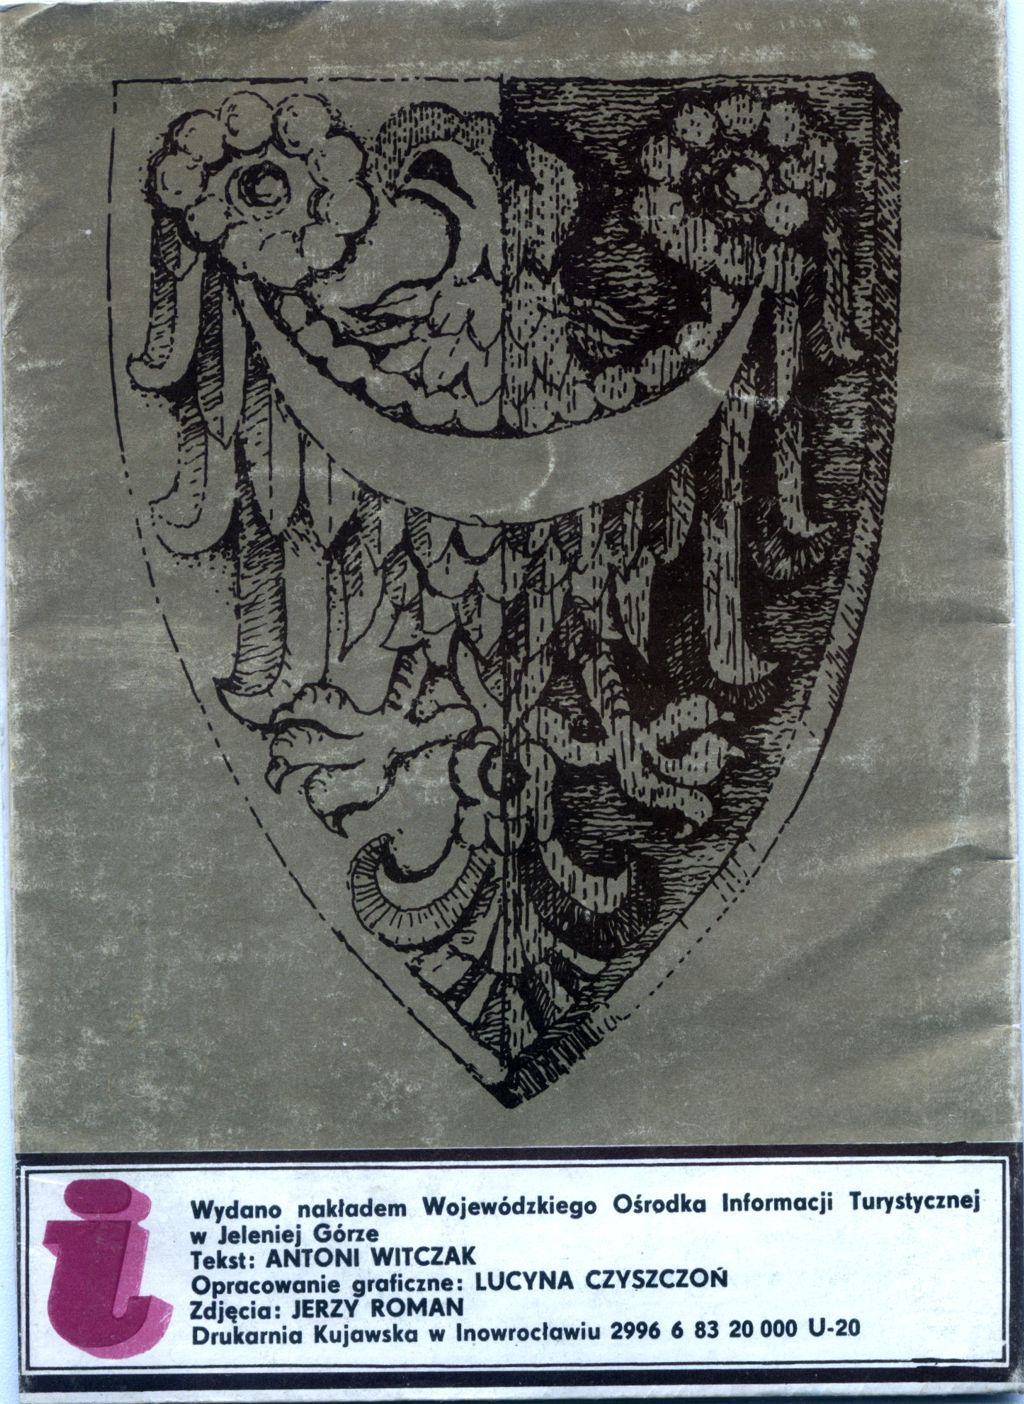 Wydano nakładem Wojewódzkiego Ośrodka Informacji Turystycznej
w Jeleniej Górze
Tekst: ANTONI WITCZAK
Opracowanie graficzne: LUCYNA CZYSZCZOŃ
Zdjęcia: JERZY ROMAN
Drukarnia Kujawska w Inowrocławiu 2996 6 83 20 000 U-20